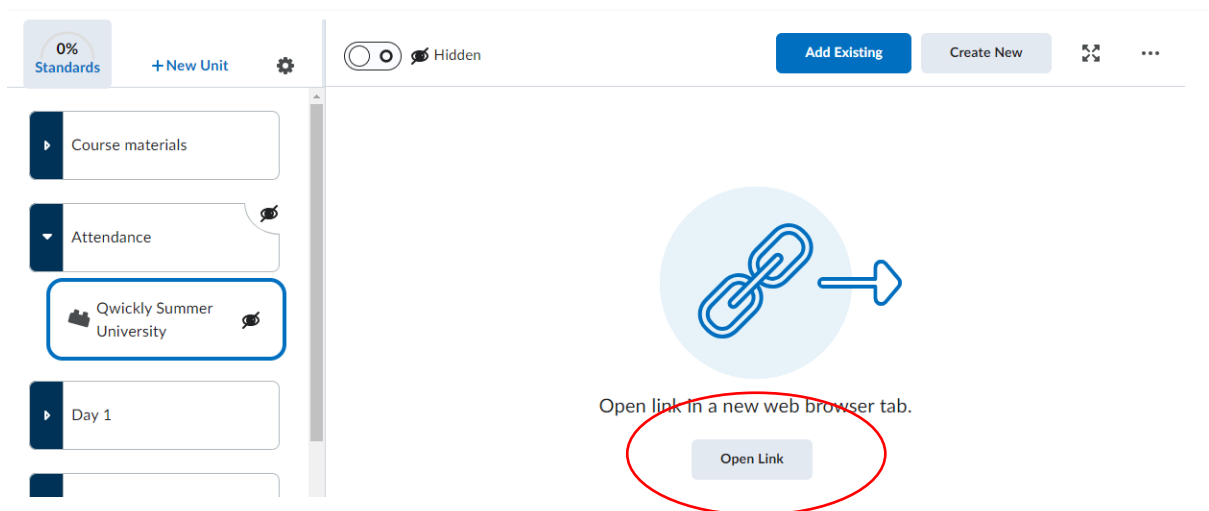 0%
Standards
+ New Unit
Hidden
Add Existing
Create New
Course materials
Attendance
Qwickly Summer
University
Day 1
Open link in a new web browser tab.
Open Link